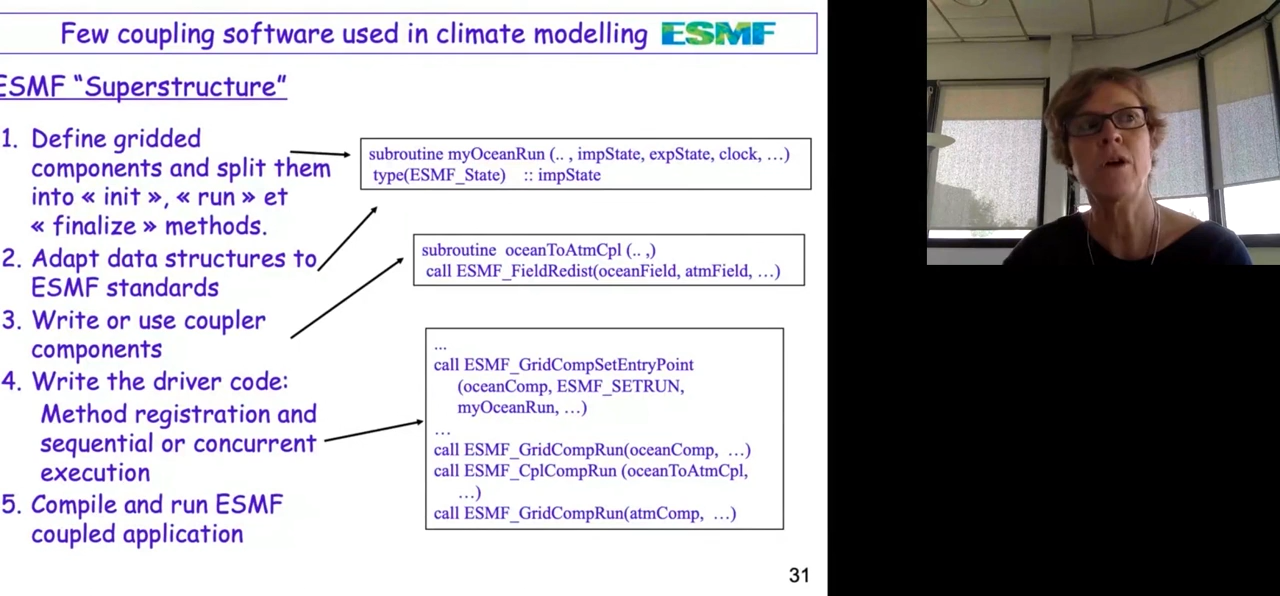 Few coupling software used in climate modelling ESMF
ESMF “Superstructure”
1. Define gridded
components and split them
into « init », « run » et
« finalize » methods.
2. Adapt data structures to
ESMF standards
3. Write or use coupler
components
4. Write the driver code:
Method registration and
sequential or concurrent
execution
5. Compile and run ESMF
coupled application
subroutine myOceanRun (.. , impState, expState, clock, …)
type(ESMF_State) :: impState
subroutine oceanToAtmCpl (.. ,)
call ESMF_FieldRedist(oceanField, atmField, …)
...
call ESMF_GridCompSetEntryPoint
(oceanComp, ESMF_SETRUN,
myOceanRun, …)
…
call ESMF_GridCompRun(oceanComp, …)
call ESMF_CplCompRun (oceanToAtmCpl,
…)
call ESMF_GridCompRun(atmComp, …)
31